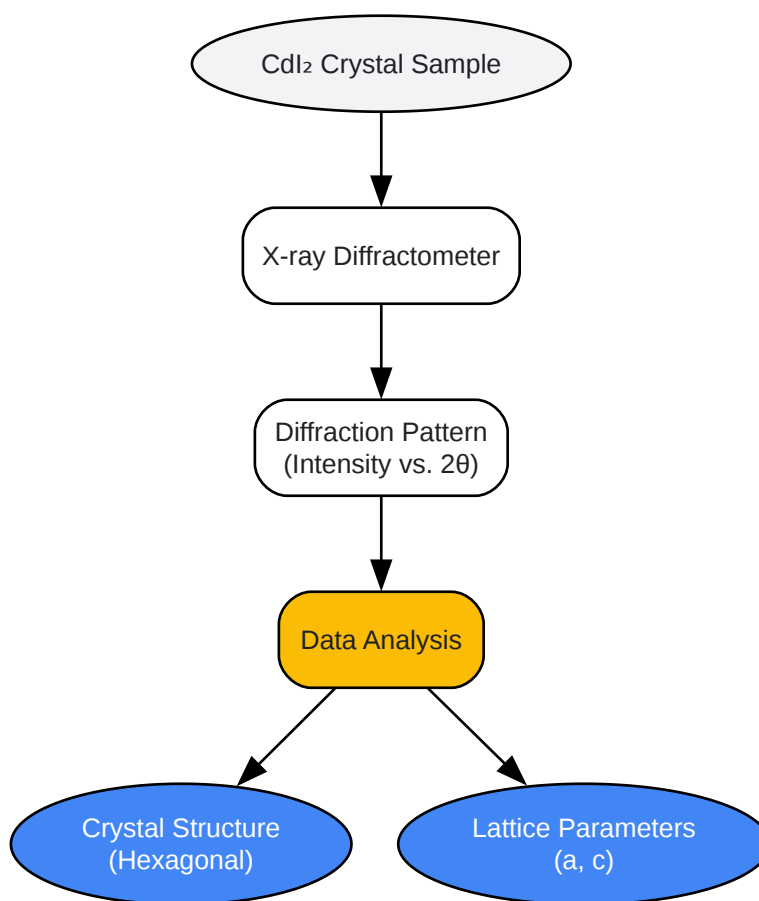 CdI₂ Crystal Sample
X-ray Diffractometer
Diffraction Pattern
(Intensity vs. 2θ)
Data Analysis
Crystal Structure
(Hexagonal)
Lattice Parameters
(a, c)